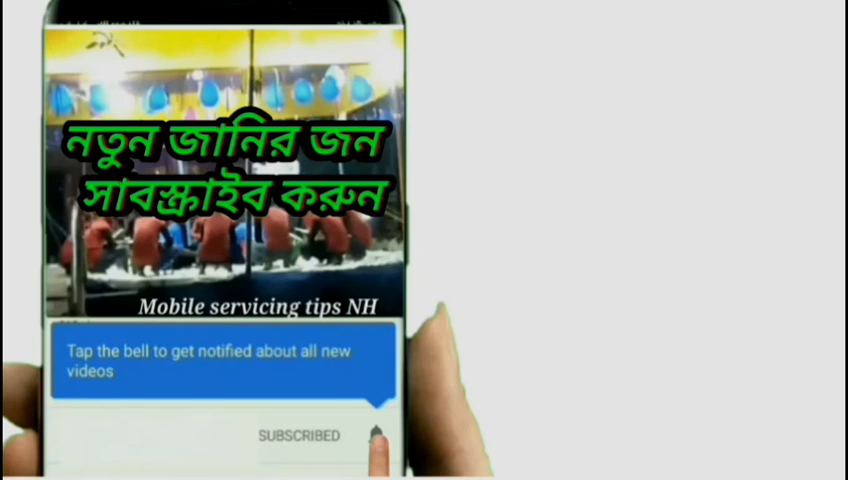 নতুন জানির জন
সাবস্ক্রাইব করুন
Mobile servicing tips NH
Tap the bell to get notified about all new
videos
SUBSCRIBED